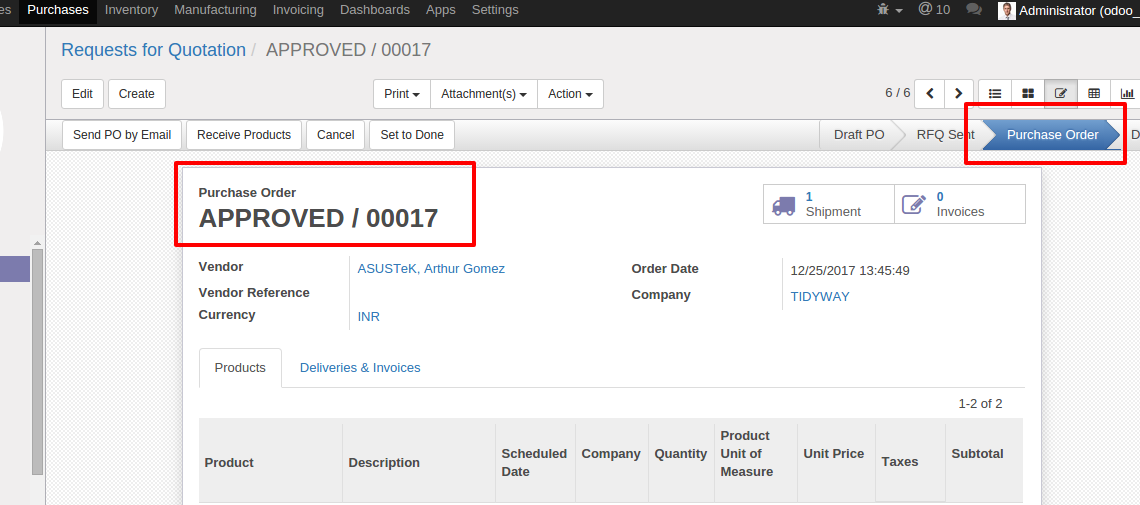 es Purchases Inventory Manufacturing Invoicing Dashboards Apps Settings @ 10 Administrator (odoo_
Requests for Quotation / APPROVED / 00017
Edit Create Print Attachment(s) Action 6 / 6
Send PO by Email Receive Products Cancel Set to Done Draft PO RFQ Sent Purchase Order D
Purchase Order
APPROVED / 00017
1
Shipment
0
Invoices
Vendor ASUSTeK, Arthur Gomez
Vendor Reference
Currency INR
Order Date 12/25/2017 13:45:49
Company TIDYWAY
Products Deliveries & Invoices
1-2 of 2
Product Description Scheduled Date Company Quantity Product Unit of Measure Unit Price Taxes Subtotal